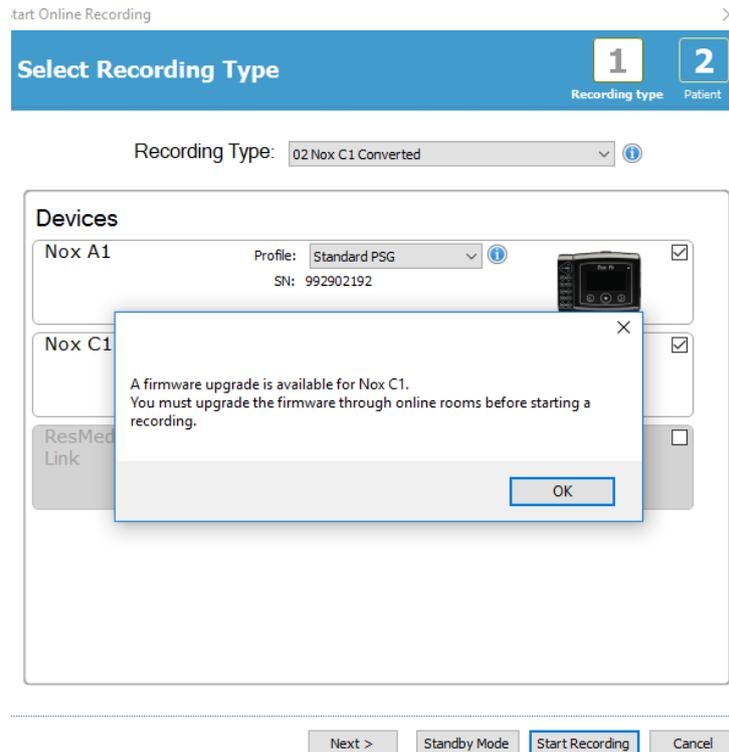 tart Online Recording
Select Recording Type
1
Recording type
2
Patient
Recording Type: 02 Nox C1 Converted
Devices
Nox A1
Profile: Standard PSG
SN: 992902192
Nox C1
A firmware upgrade is available for Nox C1.
You must upgrade the firmware through online rooms before starting a
recording.
ResMed
Link
OK
Next > Standby Mode Start Recording Cancel